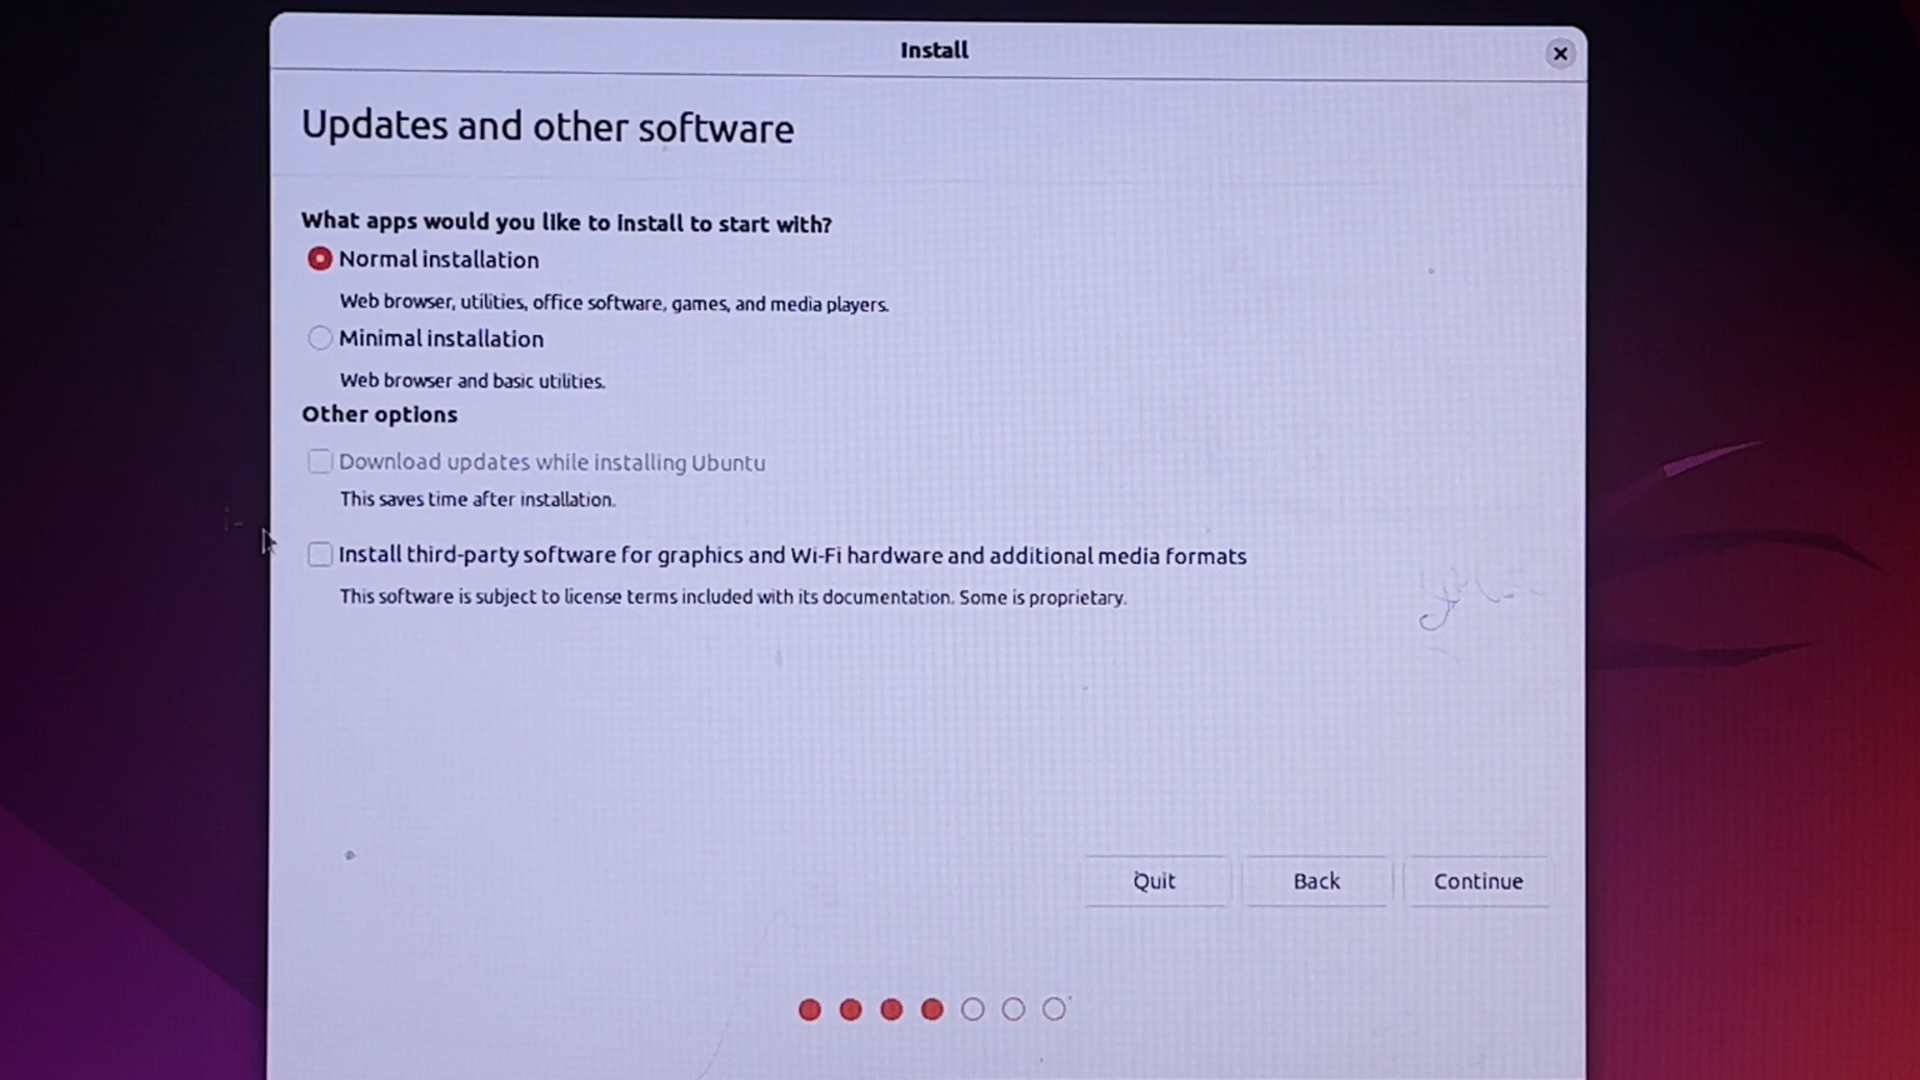 Install
Updates and other software
What apps would you like to install to start with?
Normal installation
Web browser, utilities, office software, games, and media players.
Minimal installation
Web browser and basic utilities.
Other options
Download updates while installing Ubuntu
This saves time after installation.
Install third-party software for graphics and Wi-Fi hardware and additional media formats
This software is subject to license terms included with its documentation. Some is proprietary.
Quit Back Continue